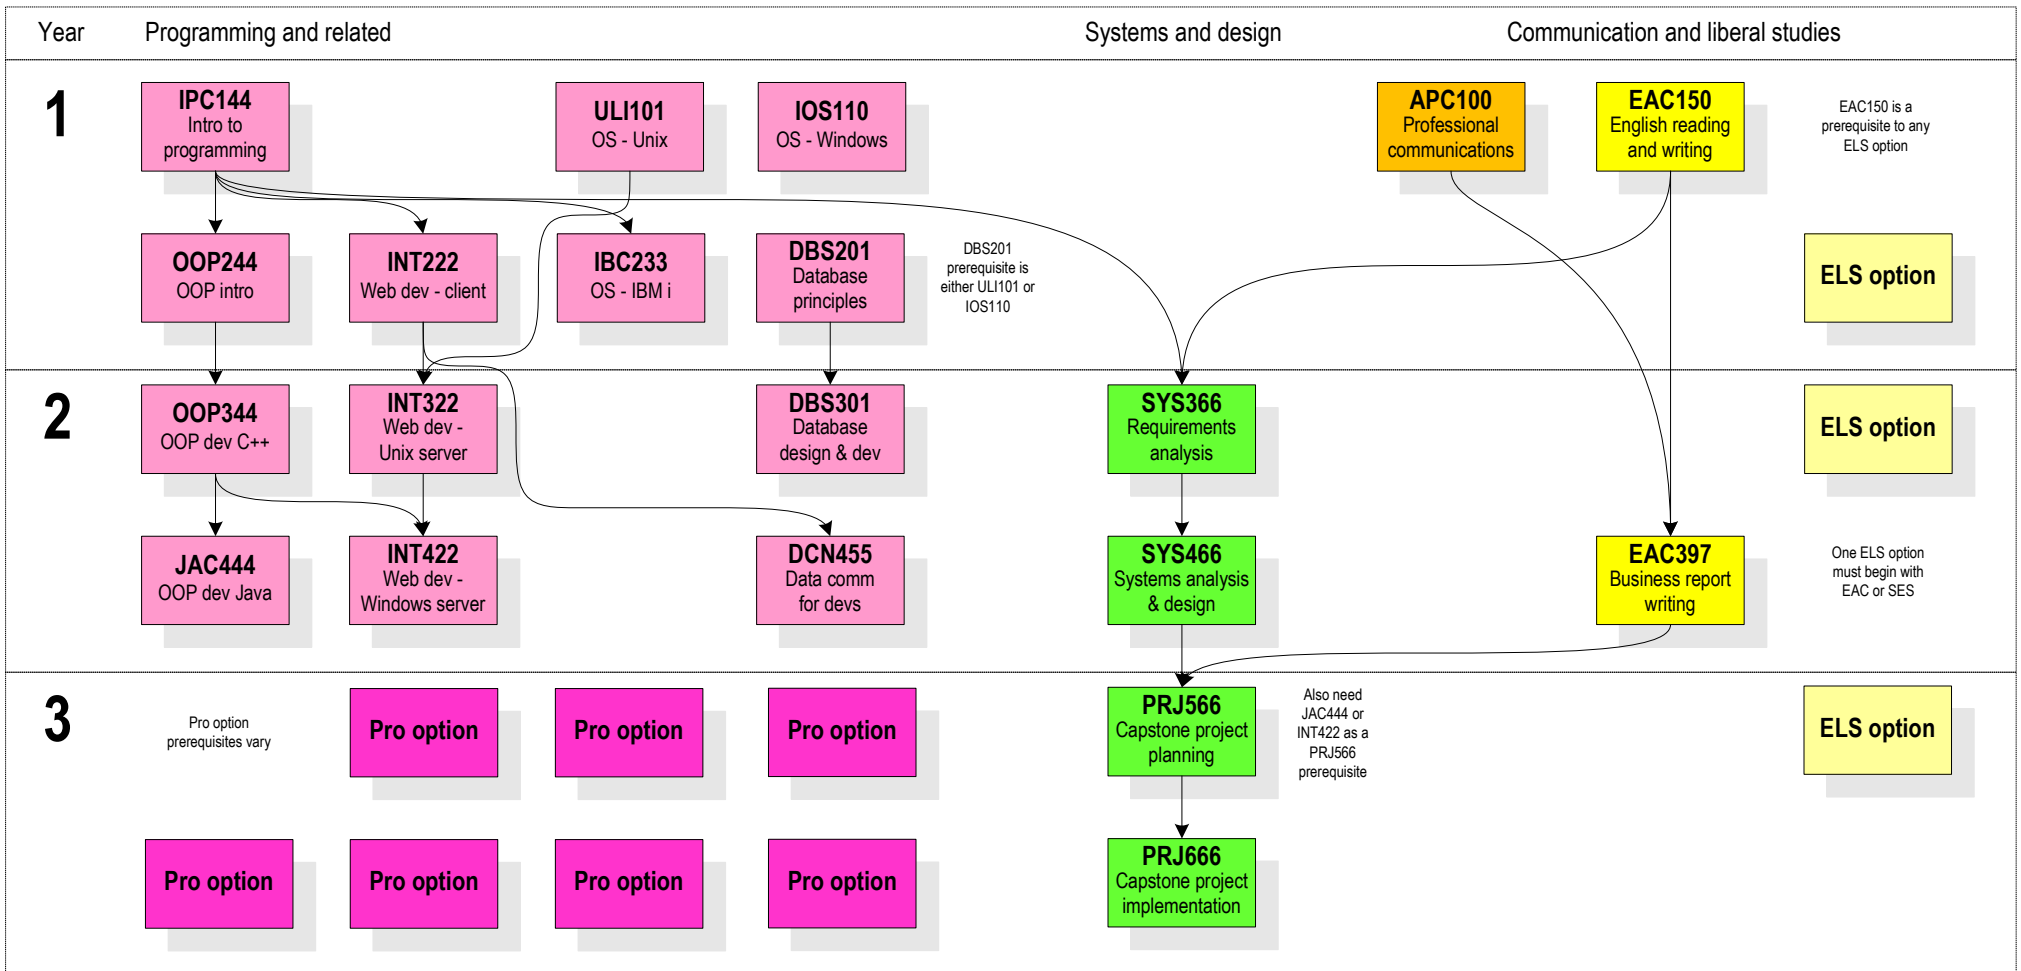 Year
Programming and related
Systems and design
Communication and liberal studies
1
IPC144
Intro to
programming
ULI101
OS - Unix
IOS110
OS - Windows
APC100
Professional
communications
EAC150
English reading
and writing
EAC150 is a
prerequisite to any
ELS option
OOP244
OOP intro
INT222
Web dev - client
IBC233
OS - IBM i
DBS201
Database
principles
DBS201
prerequisite is
either ULI101 or
IOS110
ELS option
2
OOP344
OOP dev C++
INT322
Web dev -
Unix server
DBS301
Database
design & dev
SYS366
Requirements
analysis
ELS option
JAC444
OOP dev Java
INT422
Web dev -
Windows server
DCN455
Data comm
for devs
SYS466
Systems analysis
& design
EAC397
Business report
writing
One ELS option
must begin with
EAC or SES
3
Pro option
prerequisites vary
Pro option
Pro option
Pro option
PRJ566
Capstone project
planning
Also need
JAC444 or
INT422 as a
PRJ566
prerequisite
ELS option
Pro option
Pro option
Pro option
Pro option
PRJ666
Capstone project
implementation